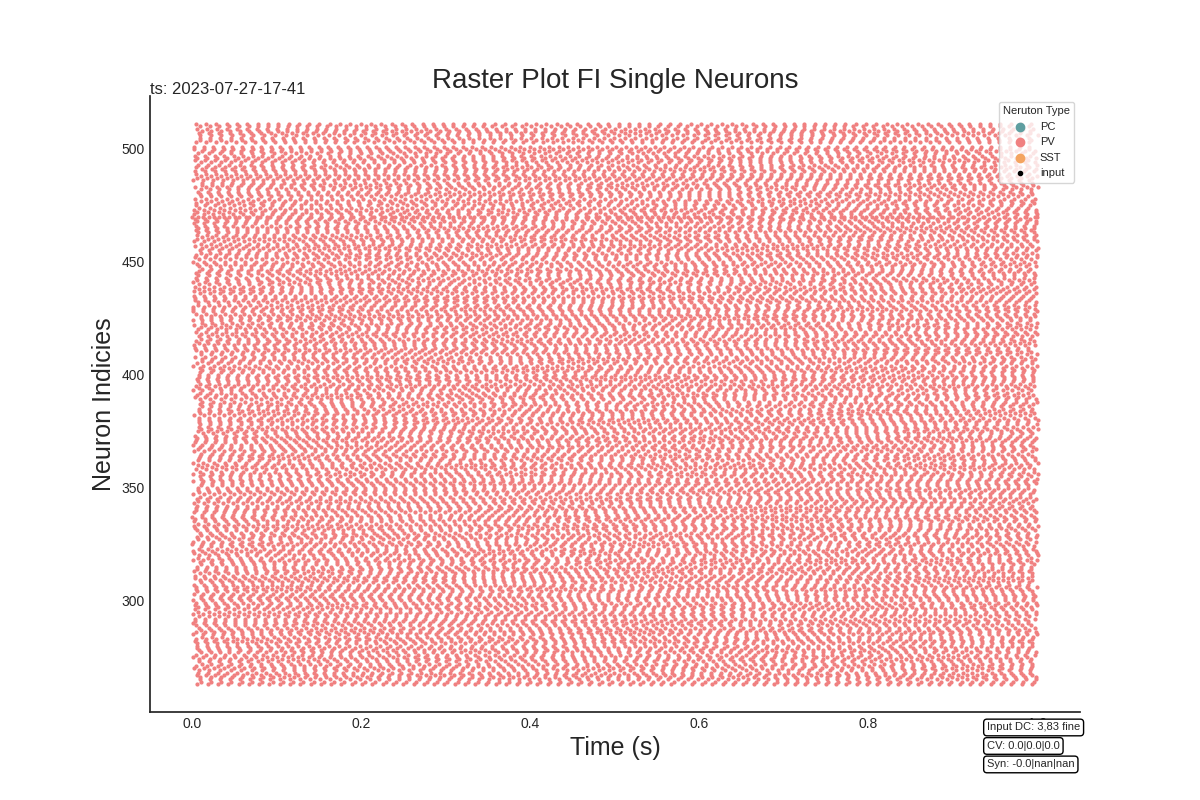 Raster Plot FI Single Neurons
ts: 2023-07-27-17-41
Neruton Type
PC
PV
SST
input
Neuron Indicies
500
450
400
350
300
0.0 0.2 0.4 0.6 0.8
Time (s)
Input DC: 3,83 fine
CV: 0.0|0.0|0.0
Syn: -0.0|nan|nan